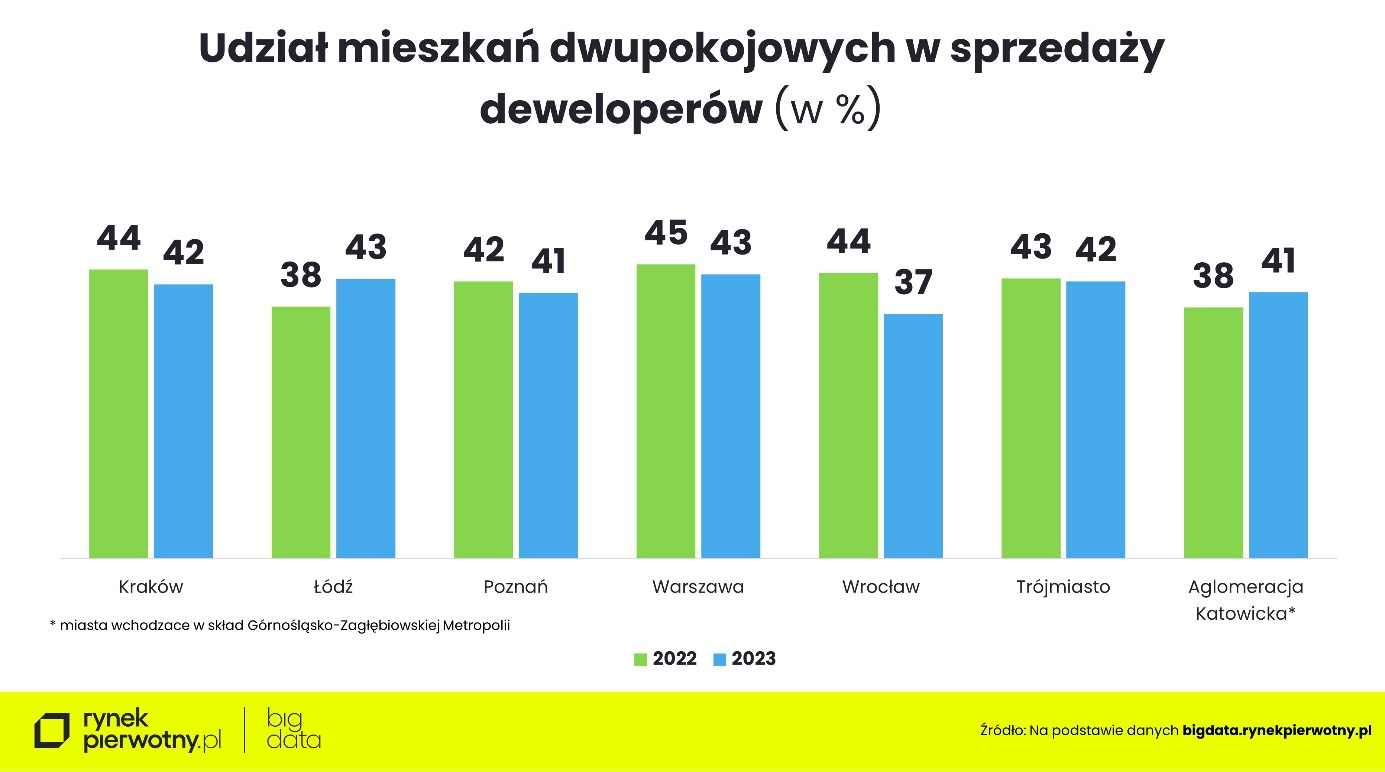 Udział mieszkań dwupokojowych w sprzedaży
deweloperów (w %)
44 42 38 43 42 41 45 43 44 37 43 42 38 41
Kraków Łódź Poznań Warszawa Wrocław Trójmiasto Aglomeracja
Katowicka*
* miasta wchodzace w skład Górnośląsko-Zagłębiowskiej Metropolii
2022 2023
rynek
pierwotny.pl
big
data
Źródło: Na podstawie danych bigdata.rynekpierwotny.pl